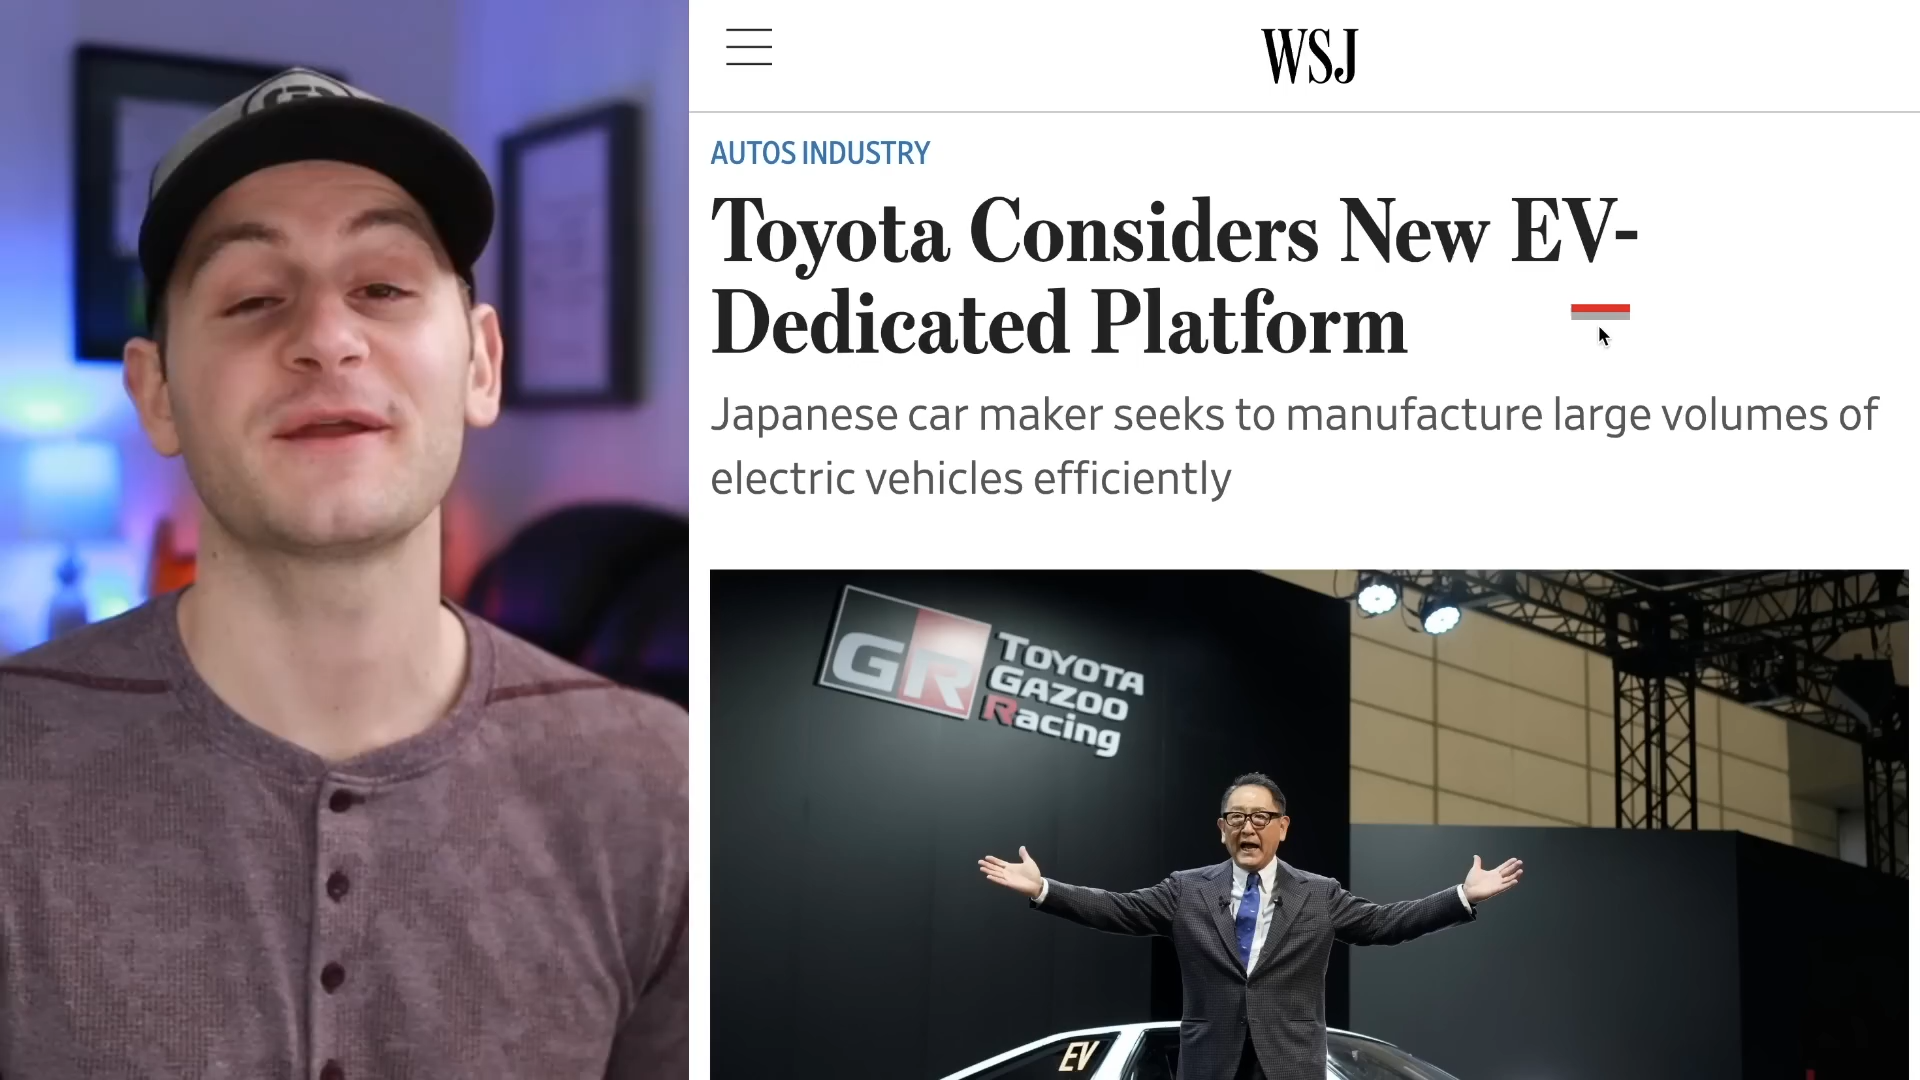 WSJ
AUTOS INDUSTRY
Toyota Considers New EV-
Dedicated Platform
Japanese car maker seeks to manufacture large volumes of
electric vehicles efficiently
GR
TOYOTA
GAZOO
Racing
EV